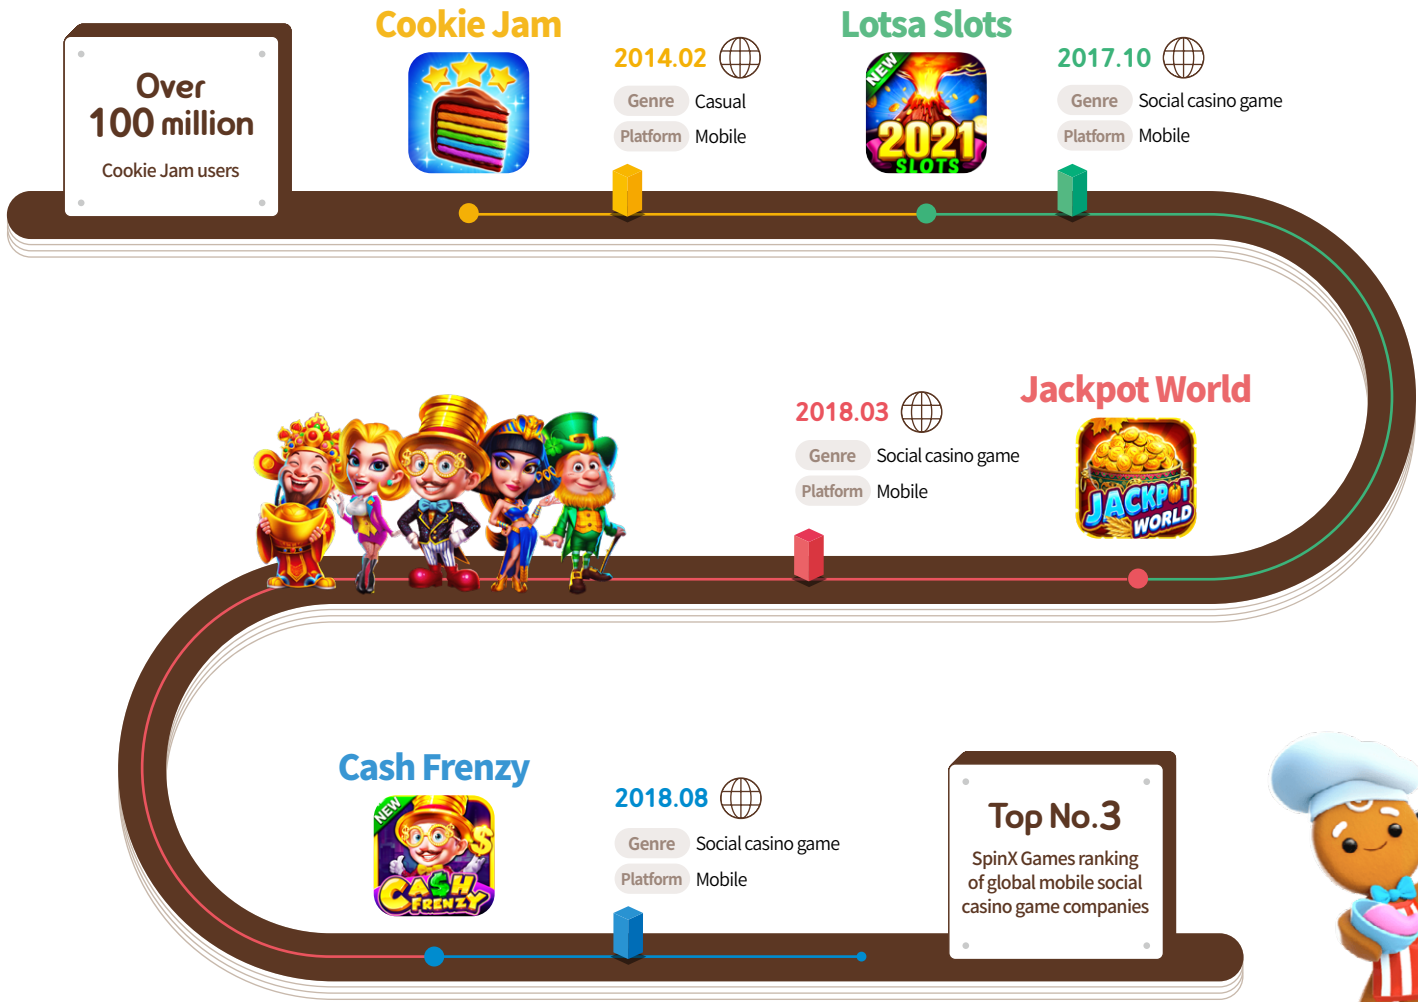 Over
100 million
Cookie Jam users
Cookie Jam
2014.02
Genre Casual
Platform Mobile
Lotsa Slots
NEW
2021
SLOTS
2017.10
Genre Social casino game
Platform Mobile
2018.03
Genre Social casino game
Platform Mobile
Jackpot World
JACKPOT
WORLD
Cash Frenzy
NEW
CASH
FRENZY
2018.08
Genre Social casino game
Platform Mobile
Top No.3
SpinX Games ranking
of global mobile social
casino game companies